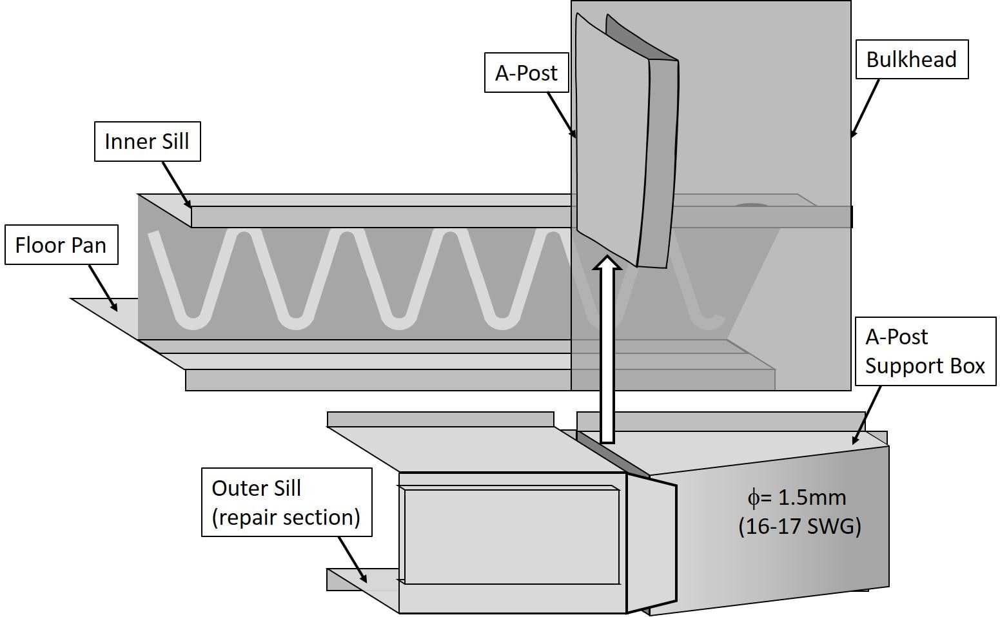 A-Post
Bulkhead
Inner Sill
Floor Pan
A-Post
Support Box
Outer Sill
(repair section)
ϕ= 1.5mm
(16-17 SWG)